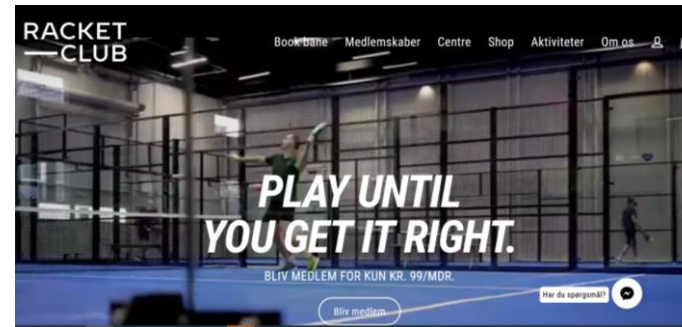 RACKET
CLUB
Book bane Medlemskaber Centre Shop Aktiviteter Om os
PLAY UNTIL
YOU GET IT RIGHT.
BLIV MEDLEM FOR KUN KR. 99/MDR.
Har du spørgsmål?
Bliv medlem